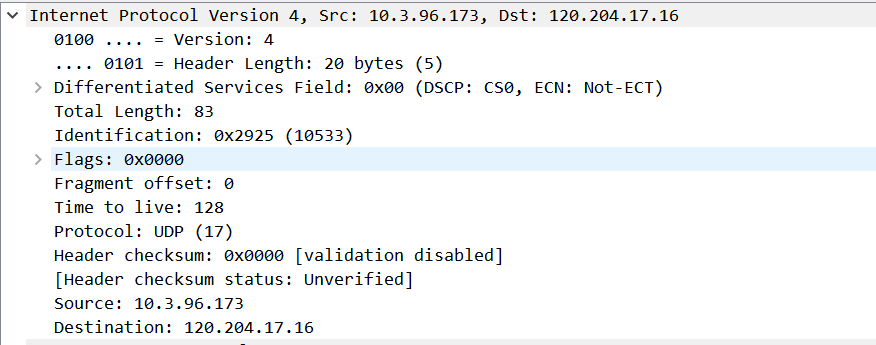 Internet Protocol Version 4, Src: 10.3.96.173, Dst: 120.204.17.16
0100 .... = Version: 4
.... 0101 = Header Length: 20 bytes (5)
Differentiated Services Field: 0x00 (DSCP: CS0, ECN: Not-ECT)
Total Length: 83
Identification: 0x2925 (10533)
Flags: 0x0000
Fragment offset: 0
Time to live: 128
Protocol: UDP (17)
Header checksum: 0x0000 [validation disabled]
[Header checksum status: Unverified]
Source: 10.3.96.173
Destination: 120.204.17.16